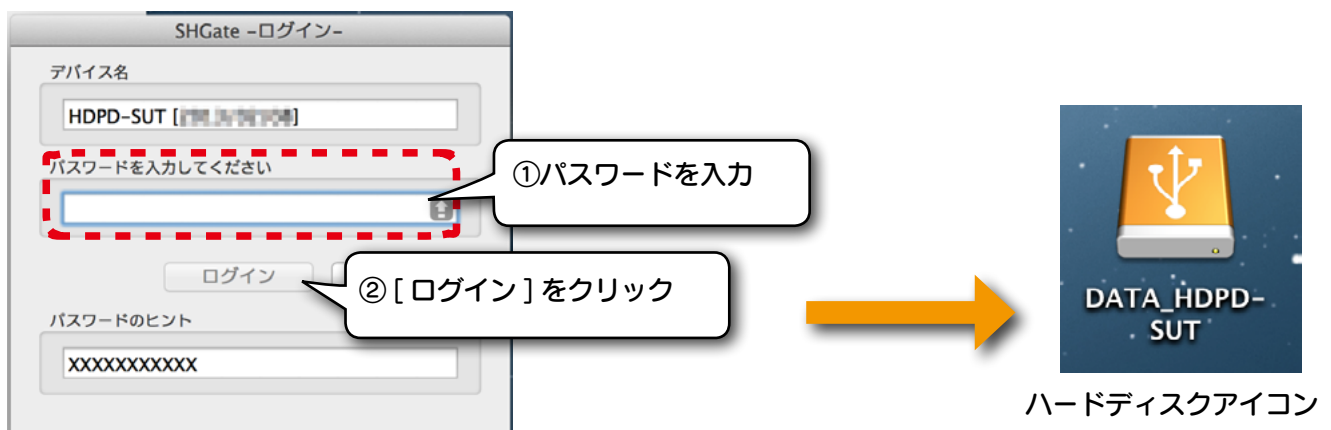 SHGate –ログイン–
デバイス名
HDPD-SUT [
]
パスワードを入力してください
①パスワードを入力
ログイン
② [ ログイン ] をクリック
パスワードのヒント
XXXXXXXXXXX
DATA_HDPD-
SUT
ハードディスクアイコン